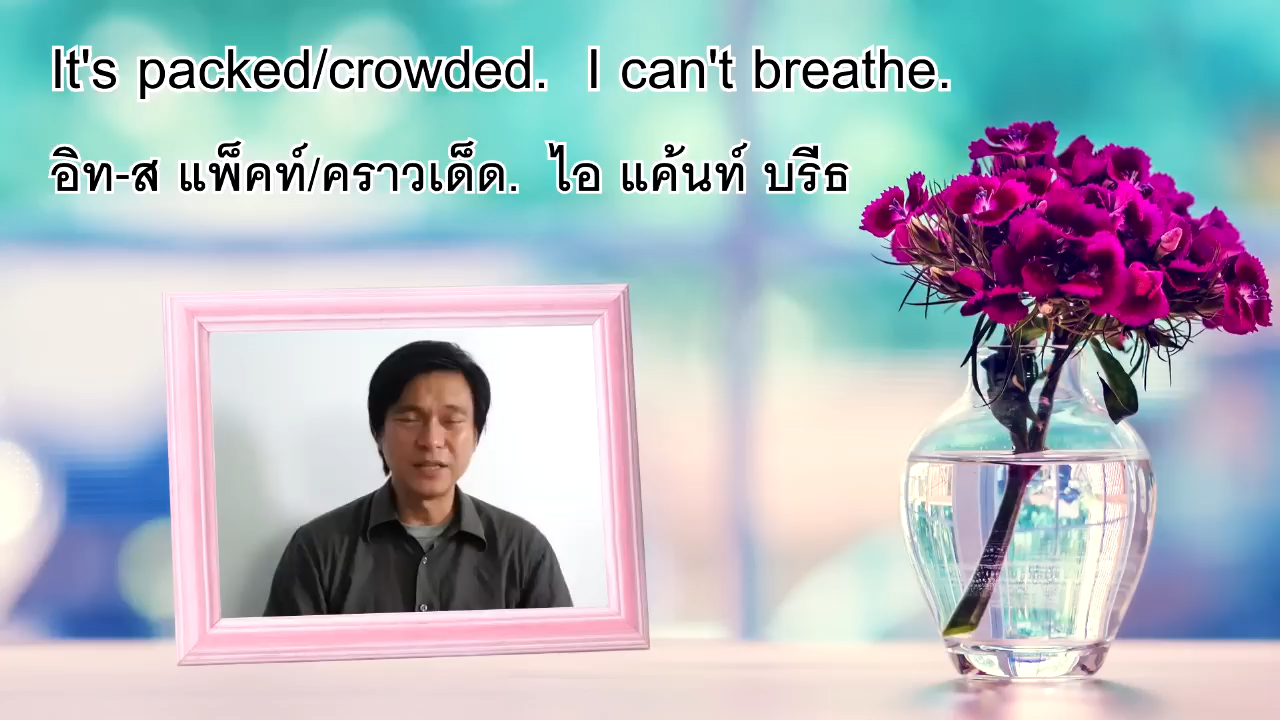 It's packed/crowded. I can't breathe.
อิท-ส แพ็คท์/คราวเด็ด. ไอ แค้นท์ บรีธ